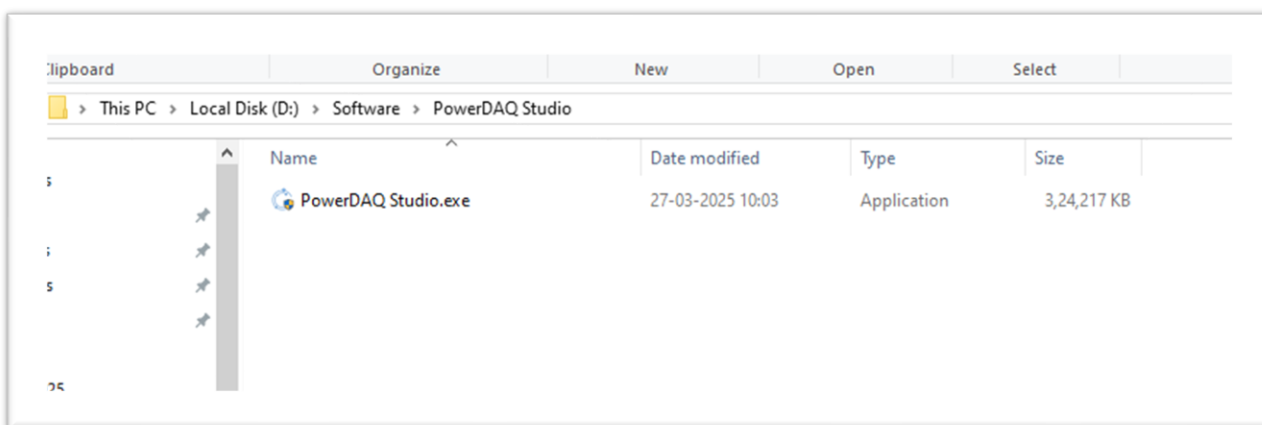 Clipboard Organize New Open Select
> This PC > Local Disk (D:) > Software > PowerDAQ Studio
Name Date modified Type Size
s
PowerDAQ Studio.exe 27-03-2025 10:03 Application 3,24,217 KB
s
s
25